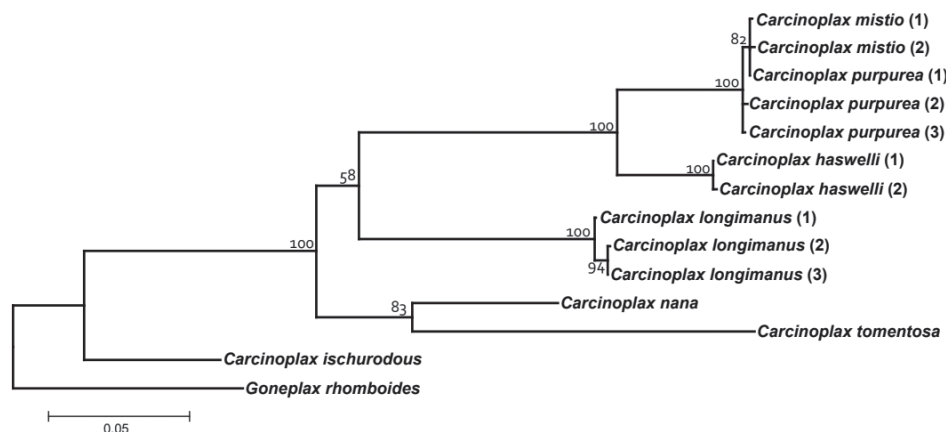 Carcinoplax mistio (1)
82
Carcinoplax mistio (2)
Carcinoplax purpurea (1)
100
Carcinoplax purpurea (2)
Carcinoplax purpurea (3)
100
Carcinoplax haswelli (1)
100
Carcinoplax haswelli (2)
58
Carcinoplax longimanus (1)
100
Carcinoplax longimanus (2)
100
94
Carcinoplax longimanus (3)
Carcinoplax nana
83
Carcinoplax tomentosa
Carcinoplax ischurodous
Goneplax rhomboides
0.05